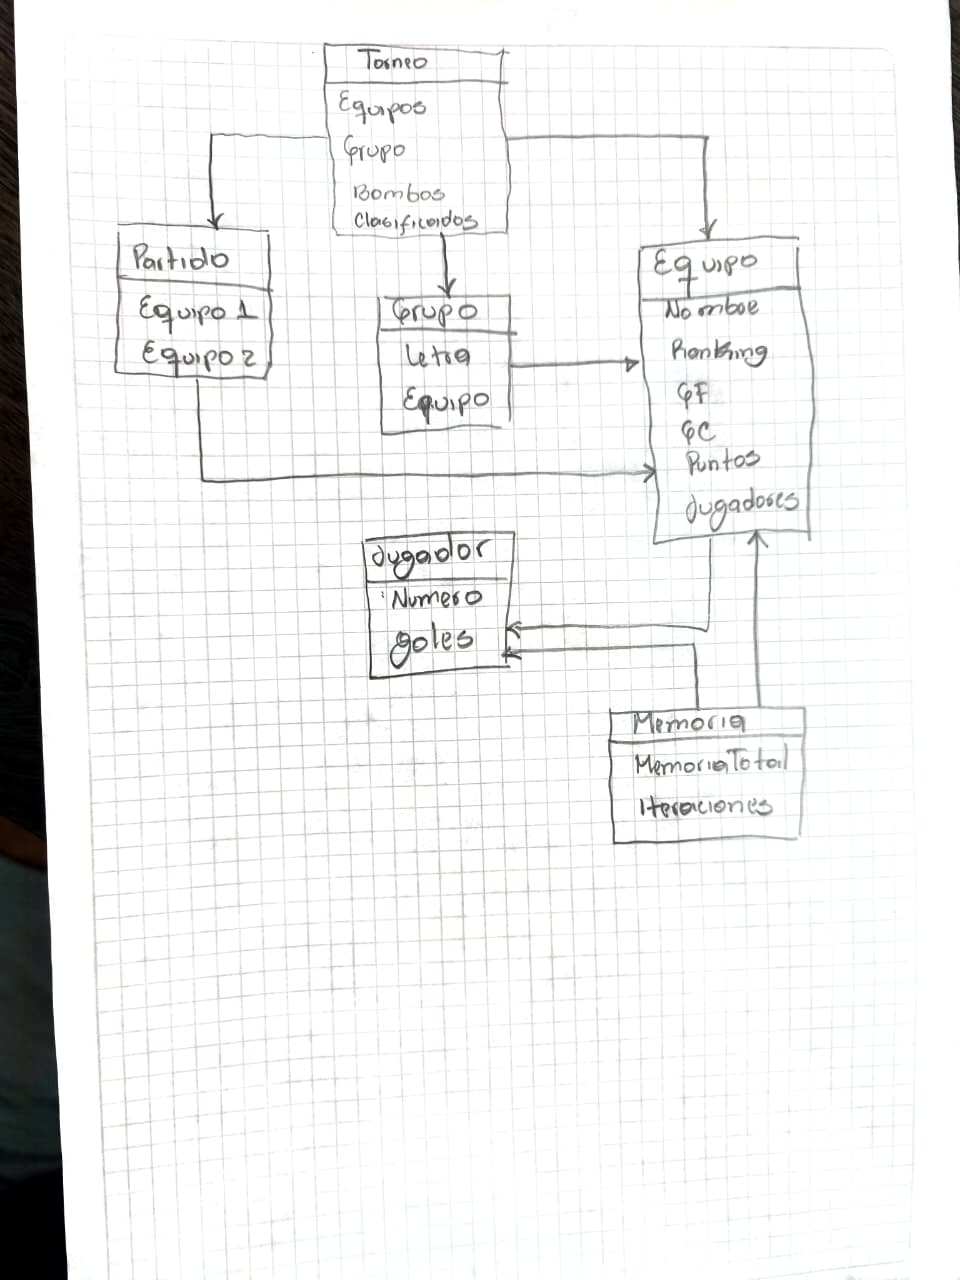 Torneo
Equipos
Grupo
Bombos
Clasificados
Partido
Equipo 1
Equipo 2
Grupo
Letra
Equipo
Equipo
Nombre
Ranking
GF
GC
Puntos
Jugadores
Jugador
Numero
goles
Memoria
MemoriaTotal
Iteraciones